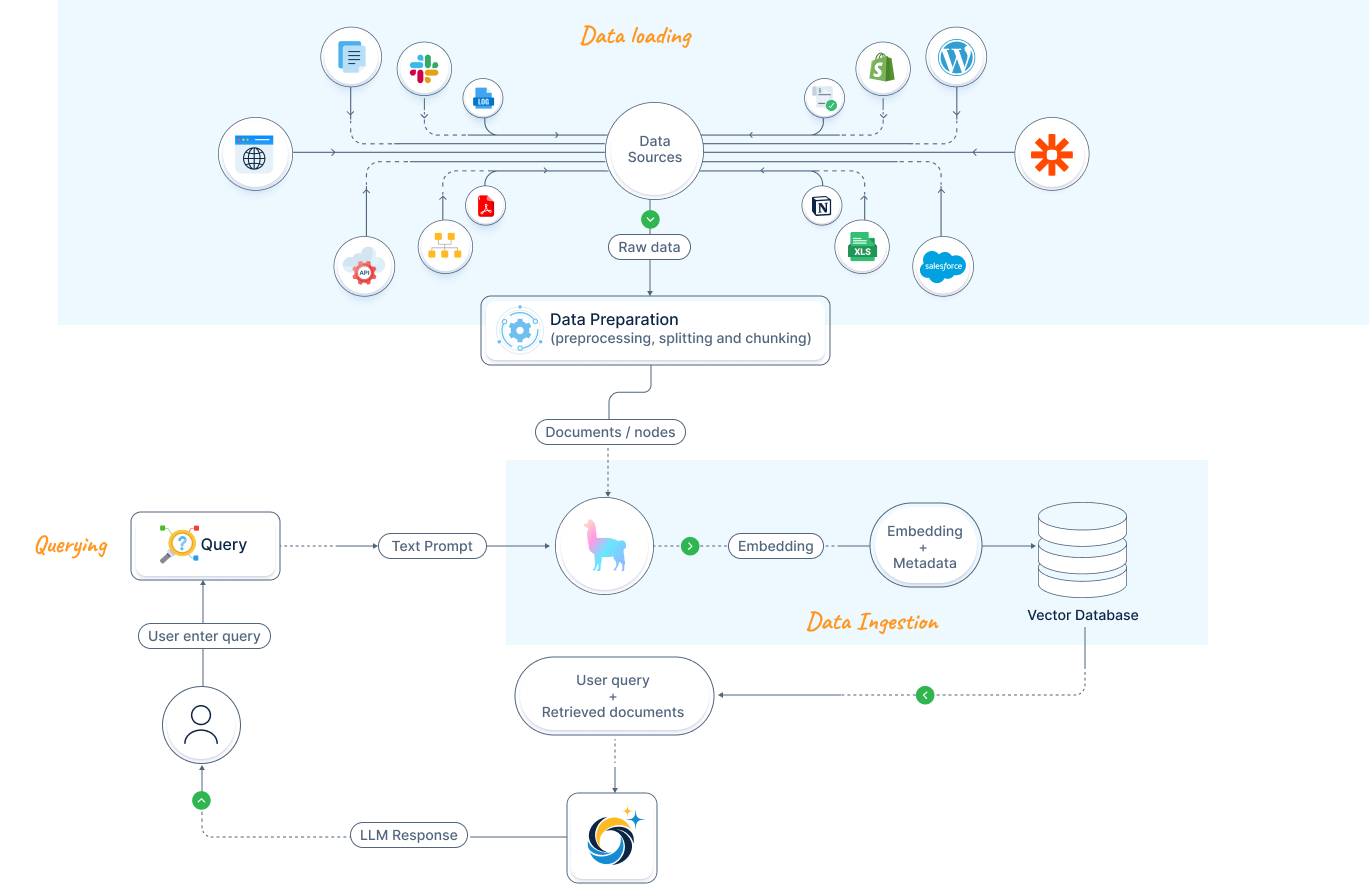 Data loading
LOG
S
W
Data
Sources
N
API
XLS
salesforce
Raw data
Data Preparation
(preprocessing, splitting and chunking)
Documents / nodes
Querying
?
Query
Text Prompt
Embedding
Embedding
+
Metadata
Vector Database
Data Ingestion
User enter query
User query
+
Retrieved documents
LLM Response